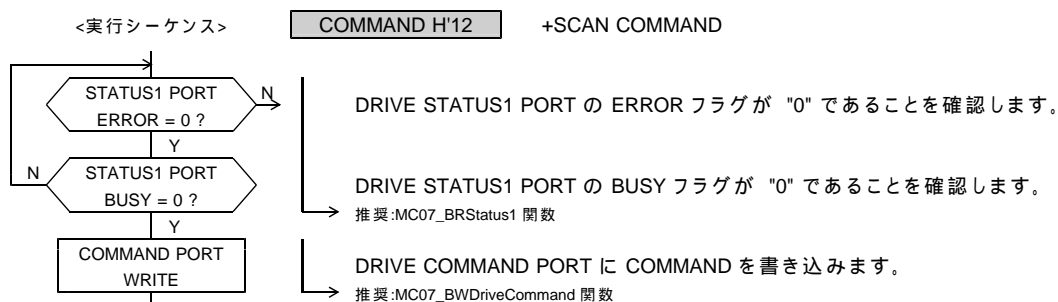 <実行シーケンス> COMMAND H'12 +SCAN COMMAND
STATUS1 PORT
ERROR = 0 ?
N
DRIVE STATUS1 PORT の ERROR フラグが "0" であることを確認します。
Y
N
STATUS1 PORT
BUSY = 0 ?
DRIVE STATUS1 PORT の BUSY フラグが "0" であることを確認します。
推奨:MC07_BRStatus1 関数
Y
COMMAND PORT
WRITE
DRIVE COMMAND PORT に COMMAND を書き込みます。
推奨:MC07_BWDriveCommand 関数